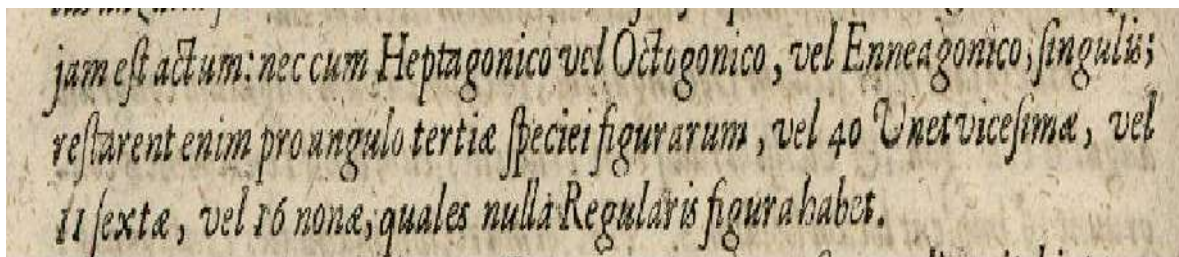 jam est actum: nec cum Heptagonico vel Octogonico, vel Enneagonico, singulis;
restarent enim pro angulo tertiæ speciei figurarum, vel 40 Unetvicesimæ, vel
11 sextæ, vel 16 nonæ, quales nulla Regularis figura habet.